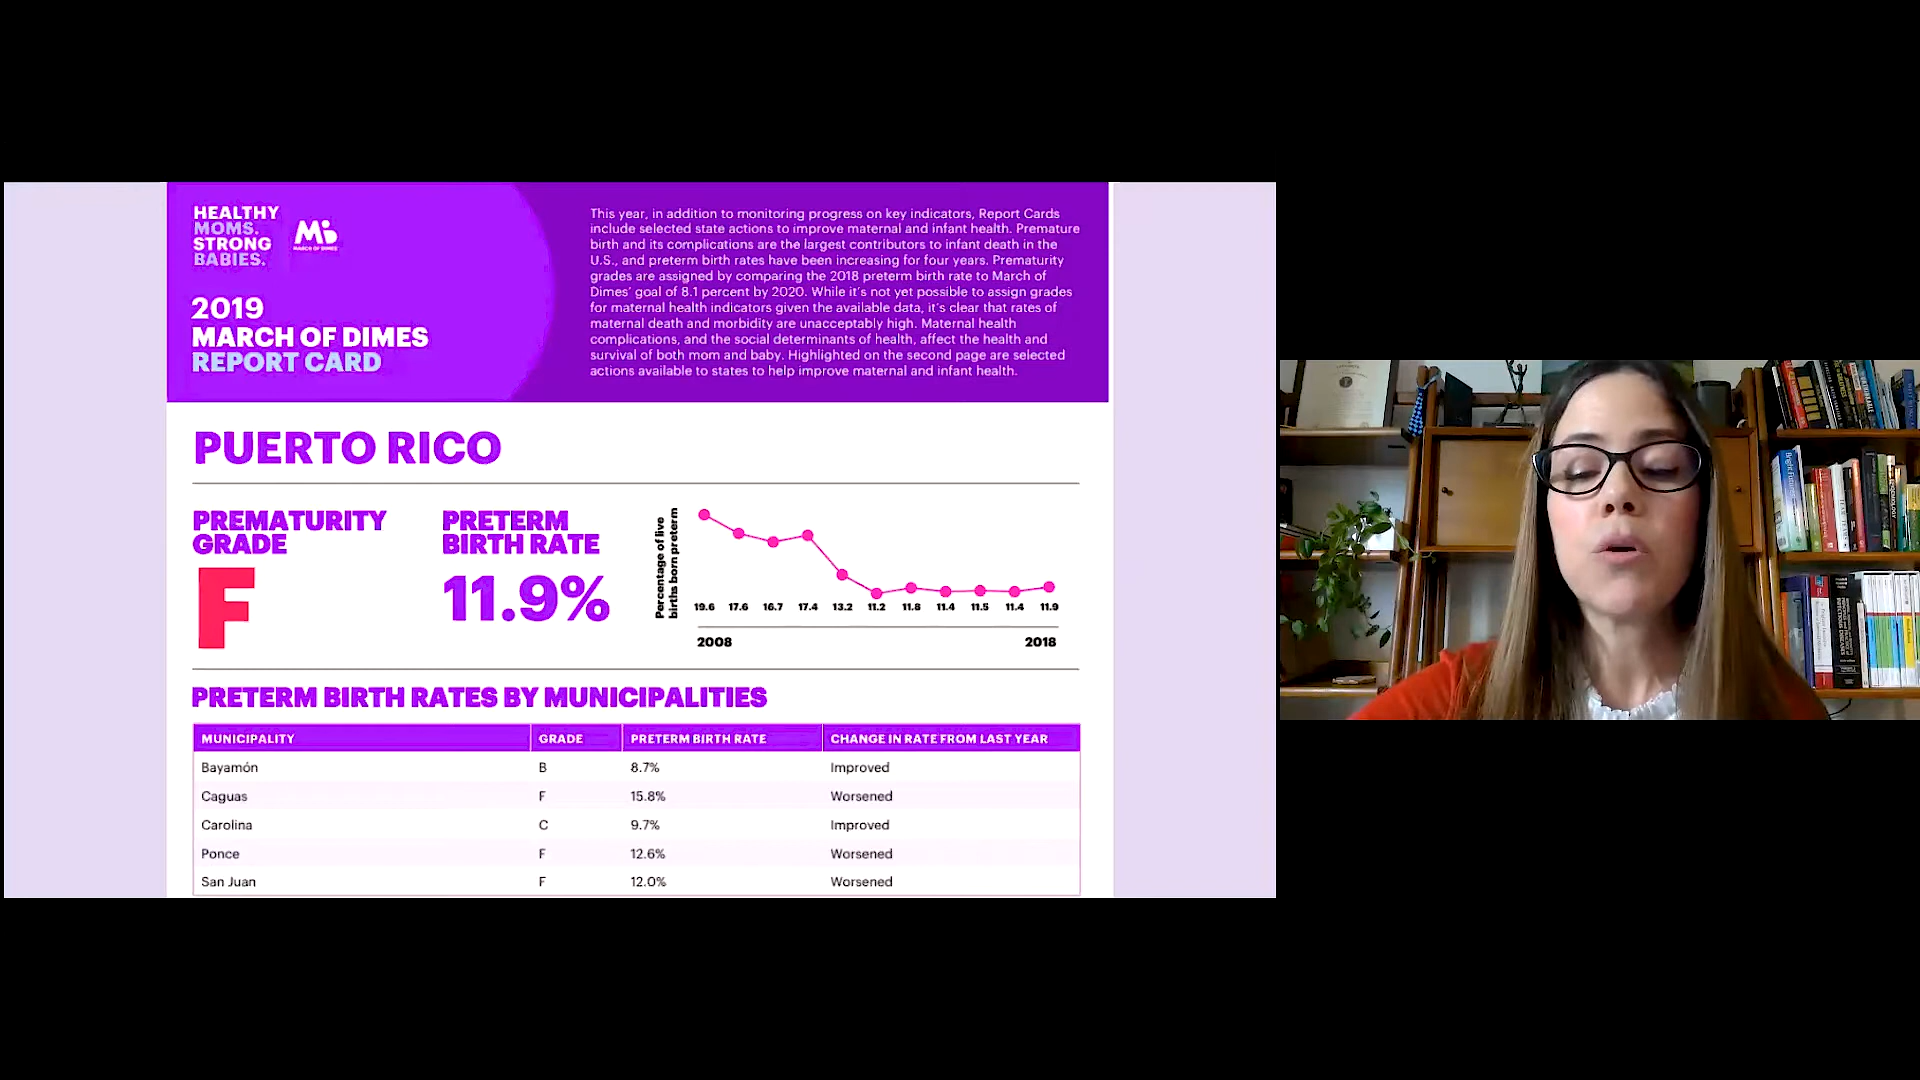 HEALTHY
MOMS.
STRONG
BABIES.
MARCH OF DIMES
2019
MARCH OF DIMES
REPORT CARD
This year, in addition to monitoring progress on key indicators, Report Cards
include selected state actions to improve maternal and infant health. Premature
birth and its complications are the largest contributors to infant death in the
U.S., and preterm birth rates have been increasing for four years. Prematurity
grades are assigned by comparing the 2018 preterm birth rate to March of
Dimes' goal of 8.1 percent by 2020. While it's not yet possible to assign grades
for maternal health indicators given the available data, it's clear that rates of
maternal death and morbidity are unacceptably high. Maternal health
complications, and the social determinants of health, affect the health and
survival of both mom and baby. Highlighted on the second page are selected
actions available to states to help improve maternal and infant health.
PUERTO RICO
PREMATURITY
GRADE
F
PRETERM
BIRTH RATE
11.9%
Percentage of live
births born preterm
19.6 17.6 16.7 17.4 13.2 11.2 11.8 11.4 11.5 11.4 11.9
2008 2018
PRETERM BIRTH RATES BY MUNICIPALITIES
MUNICIPALITY GRADE PRETERM BIRTH RATE CHANGE IN RATE FROM LAST YEAR
Bayamón B 8.7% Improved
Caguas F 15.8% Worsened
Carolina C 9.7% Improved
Ponce F 12.6% Worsened
San Juan F 12.0% Worsened